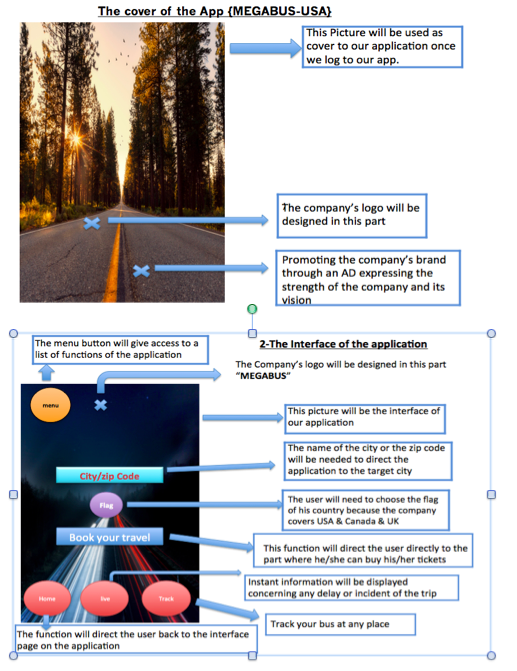 The cover of the App {MEGABUS-USA}
This Picture will be used as
cover to our application once
we log to our app.
The company's logo will be
designed in this part
Promoting the company's brand
through an AD expressing the
strength of the company and its
vision
The menu button will give access to a
list of functions of the application
2-The Interface of the application
The Company's logo will be designed in this part
"MEGABUS"
menu
This picture will be the interface of
our application
The name of the city or the zip code
will be needed to direct the
application to the target city
City/zip Code
Flag
The user will need to choose the flag
of his country because the company
covers USA & Canada & UK
Book your travel
This function will direct the user directly to the
part where he/she can buy his/her tickets
Instant information will be displayed
concerning any delay or incident of the trip
Home
live
Track
Track your bus at any place
The function will direct the user back to the interface
page on the application